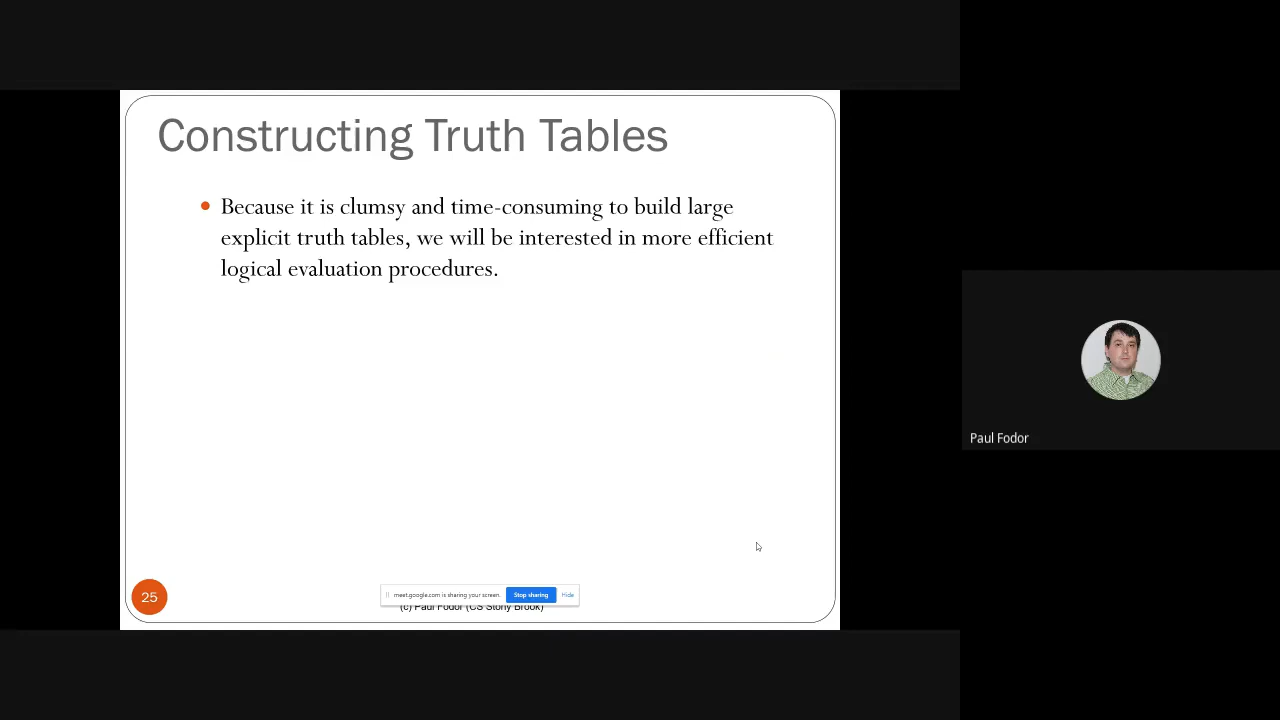 Constructing Truth Tables
• Because it is clumsy and time-consuming to build large
explicit truth tables, we will be interested in more efficient
logical evaluation procedures.
Paul Fodor
25
meet.google.com is sharing your screen. Stop sharing Hide
(c) Paul Fodor (CS Stony Brook)